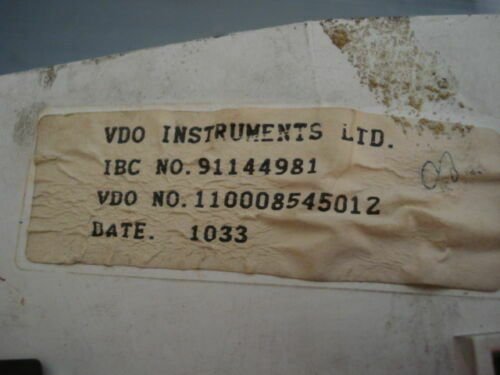 VDO INSTRUMENTS LTD.
IBC NO.91144981
VDO NO.110008545012
DATE. 1033